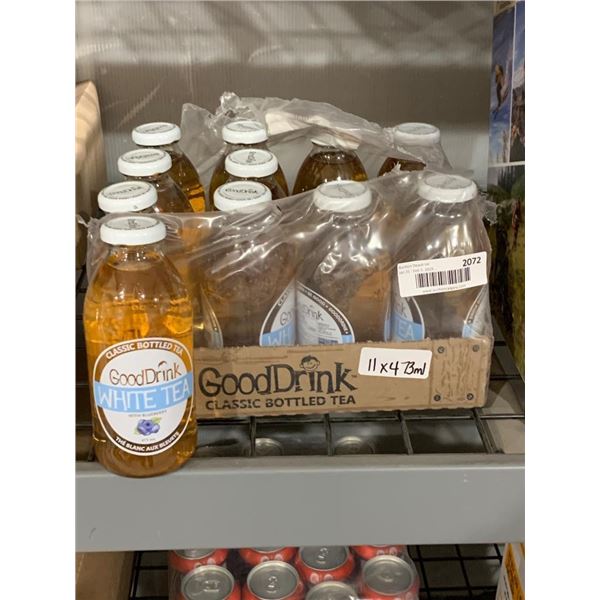 2072
CLASSIC BOTTLED TEA
GoodDrink
WHITE TEA
WITH BLUEBERRY
THÉ BLANC AUX BLEUETS
GoodDrink
CLASSIC BOTTLED TEA
11 x 473ml
GoodDrink